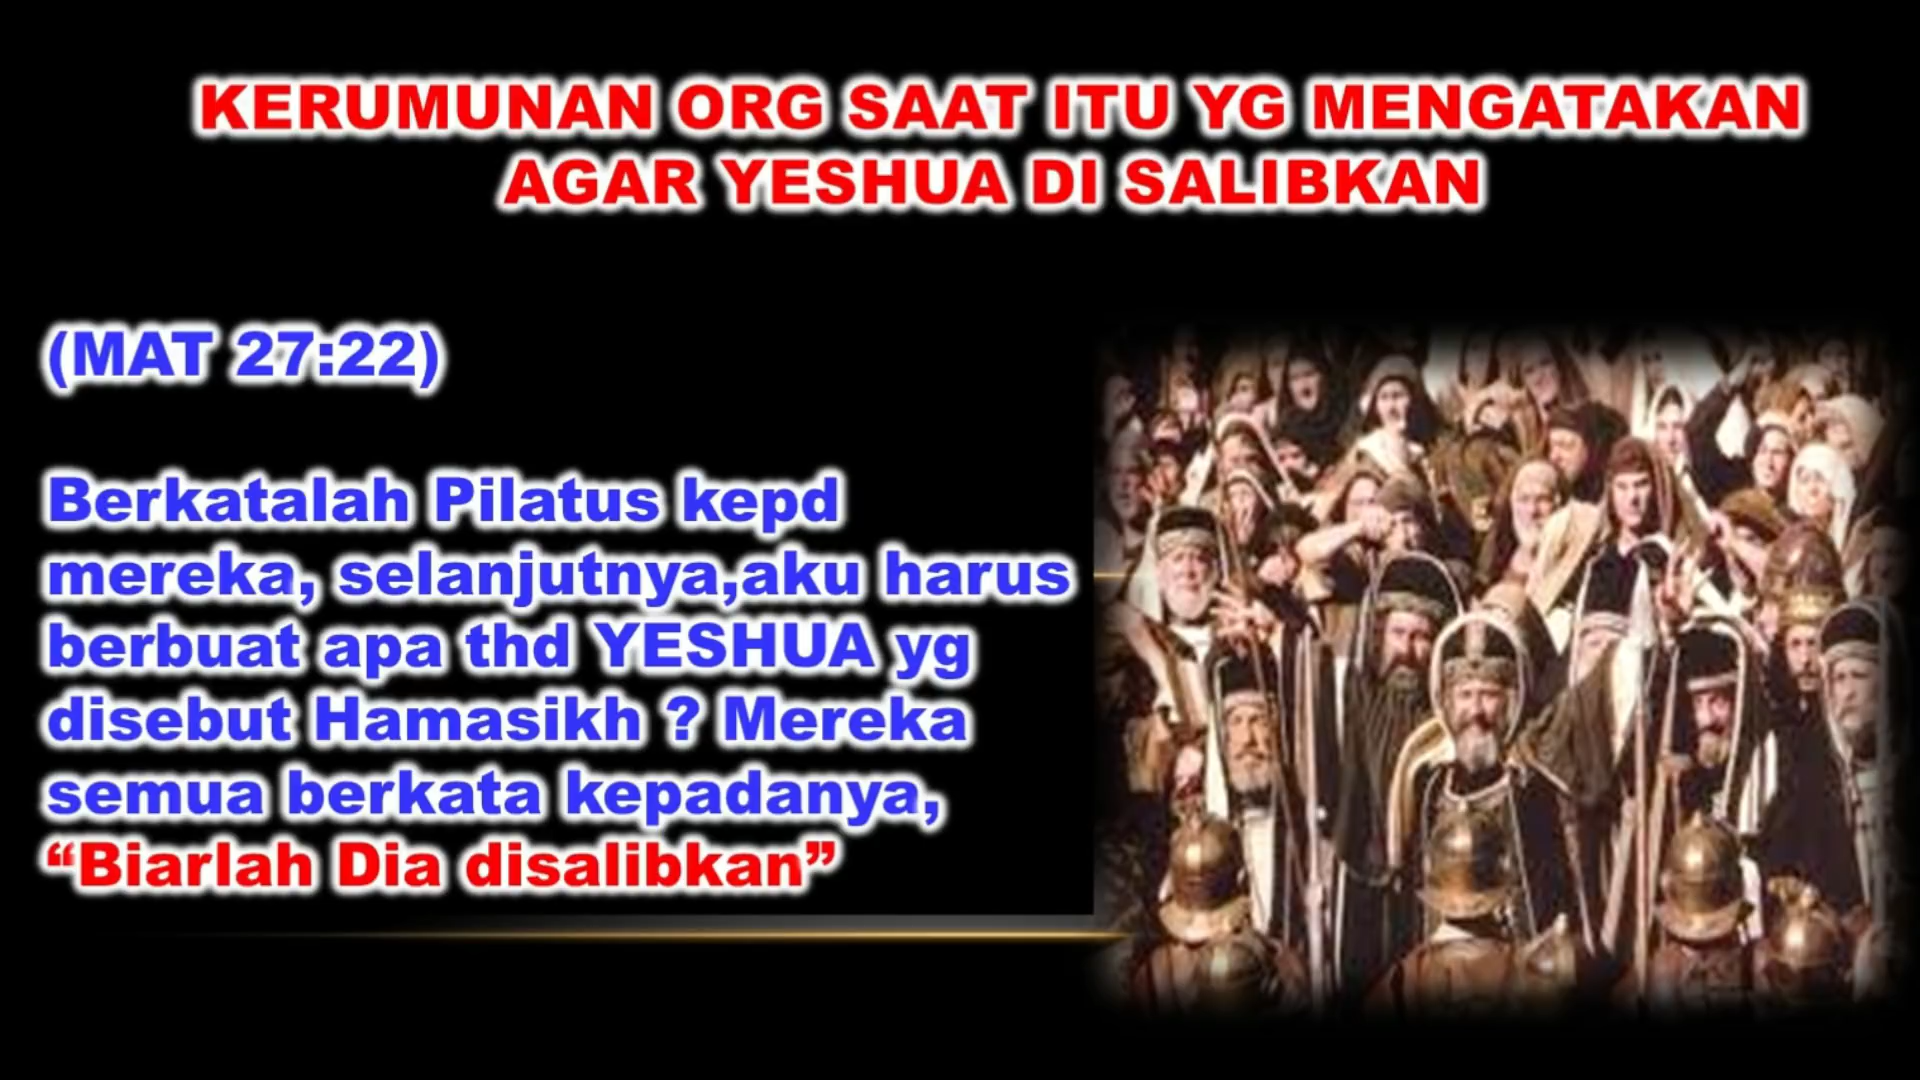 KERUMUNAN ORG SAAT ITU YG MENGATAKAN
AGAR YESHUA DI SALIBKAN
(MAT 27:22)
Berkatalah Pilatus kepd
mereka, selanjutnya,aku harus
berbuat apa thd YESHUA yg
disebut Hamasikh ? Mereka
semua berkata kepadanya,
“Biarlah Dia disalibkan”